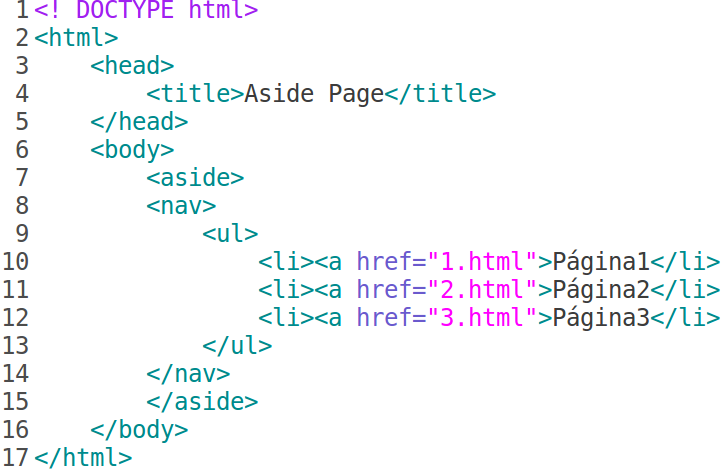 1 <! DOCTYPE html>
2 <html>
3     <head>
4         <title>Aside Page</title>
5     </head>
6     <body>
7         <aside>
8         <nav>
9             <ul>
10                 <li><a href="1.html">Página1</li>
11                 <li><a href="2.html">Página2</li>
12                 <li><a href="3.html">Página3</li>
13             </ul>
14         </nav>
15         </aside>
16     </body>
17 </html>